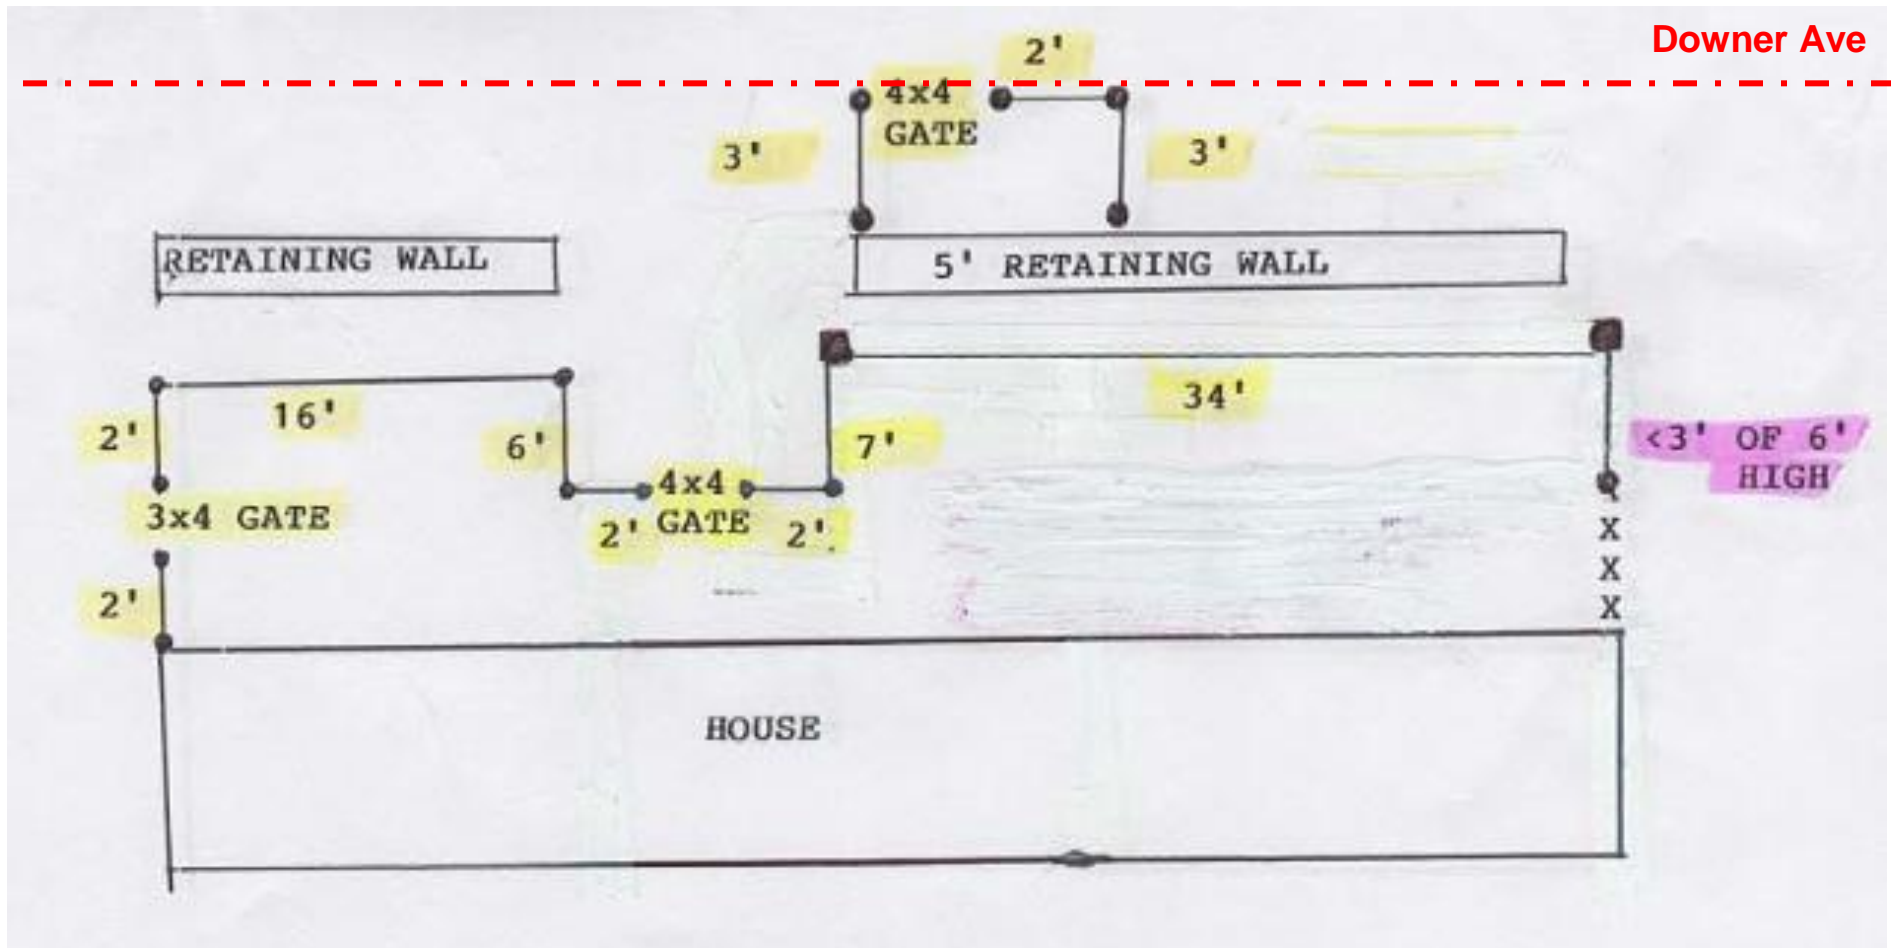 Downer Ave
2'
4x4
GATE
3'
3'
RETAINING WALL
5' RETAINING WALL
16'
34'
2'
6'
7'
<3' OF 6'
HIGH
4x4
GATE
2'
2'.
3x4 GATE
X
X
X
2'
HOUSE